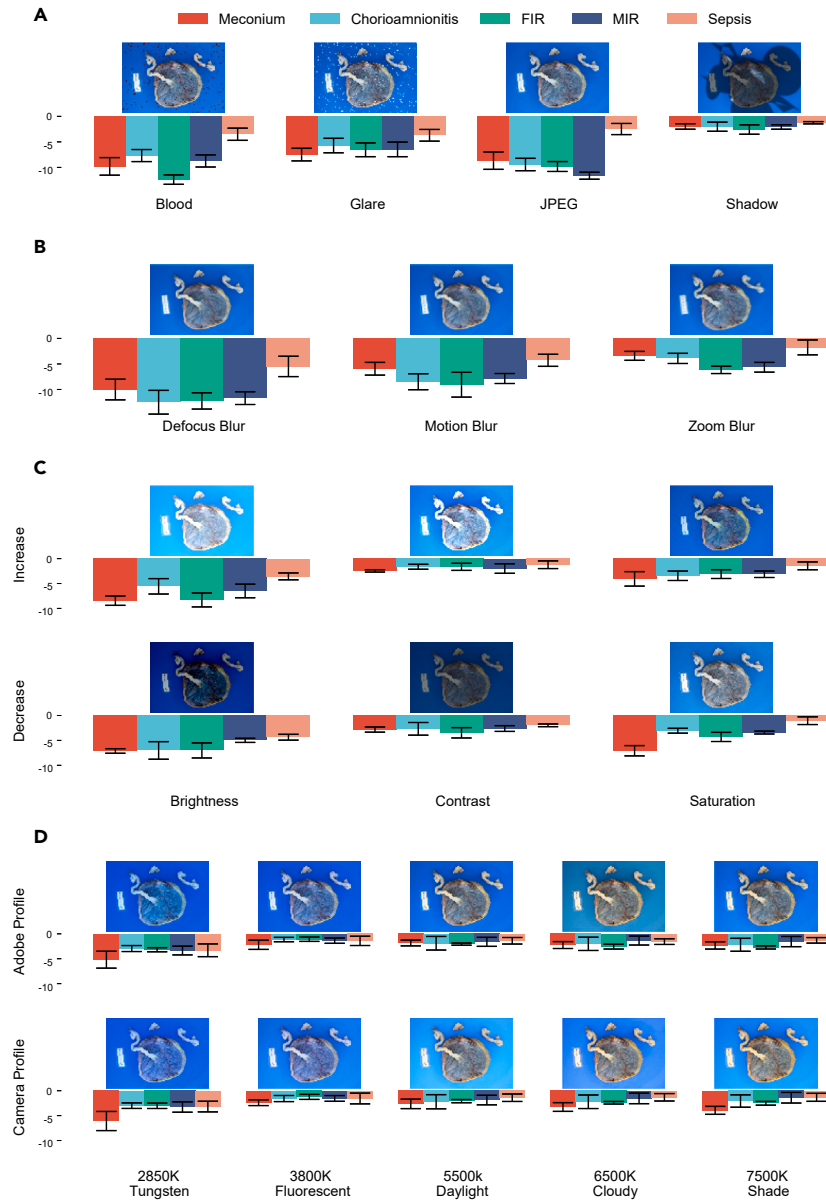 A
Meconium Chorioamnionitis FIR MIR Sepsis
0
-5
-10
Blood Glare JPEG Shadow
B
0
-5
-10
Defocus Blur Motion Blur Zoom Blur
C
Increase
0
-5
-10
Decrease
0
-5
-10
Brightness Contrast Saturation
D
Adobe Profile
0
-5
-10
Camera Profile
0
-5
-10
2850K 3800K 5500k 6500K 7500K
Tungsten Fluorescent Daylight Cloudy Shade